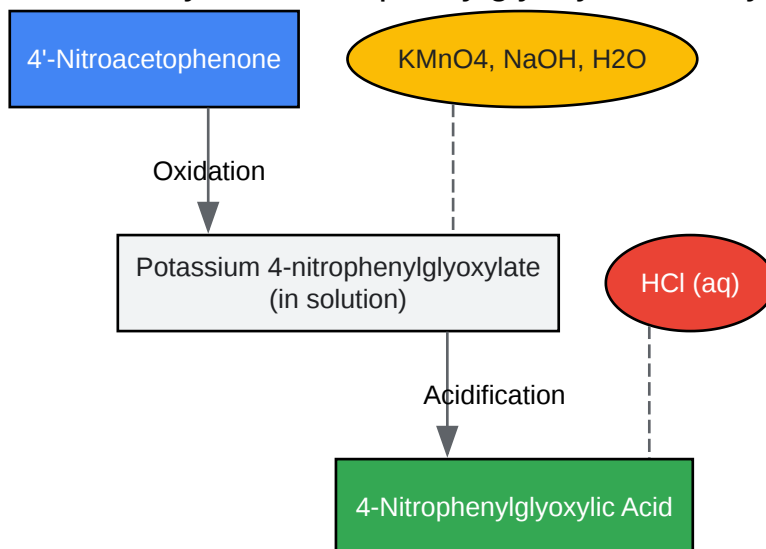 4'-Nitroacetophenone
KMnO4, NaOH, H2O
Oxidation
Potassium 4-nitrophenylglyoxylate
(in solution)
HCl (aq)
Acidification
4-Nitrophenylglyoxylic Acid